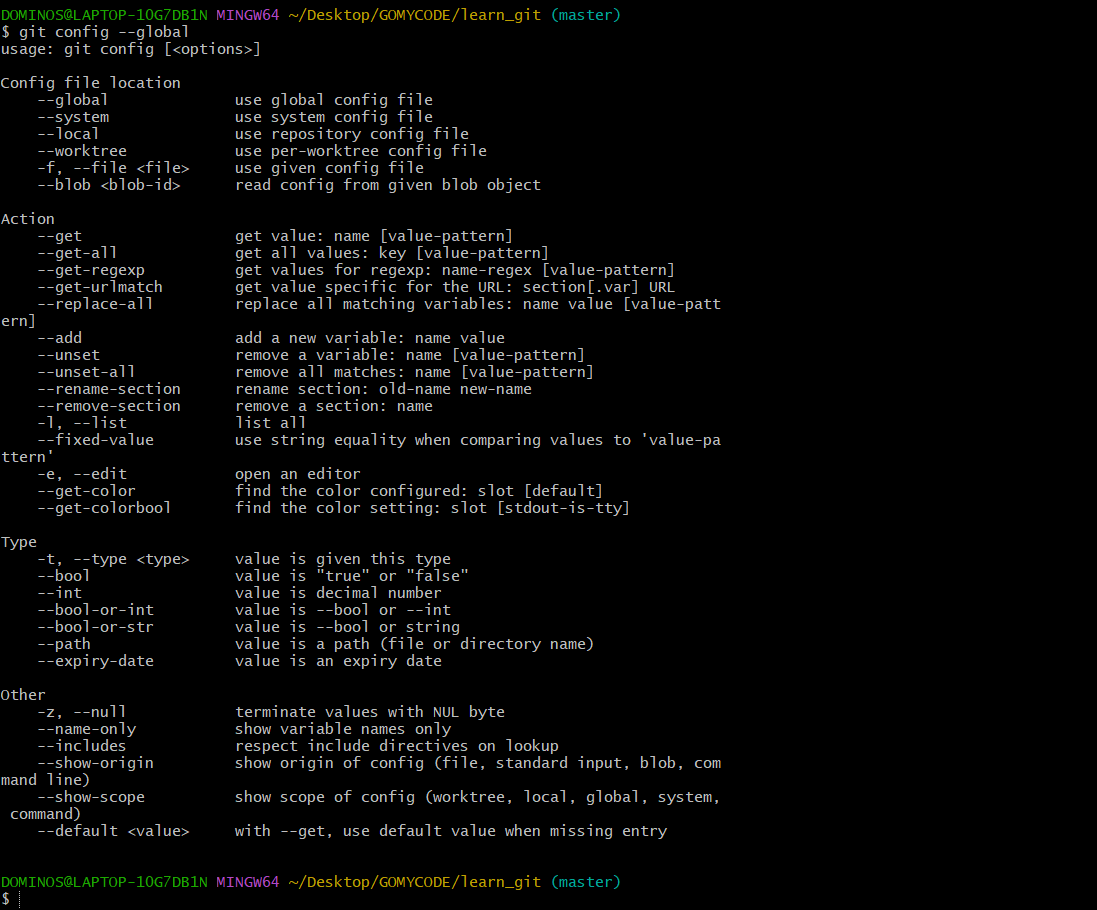 DOMINOS@LAPTOP-1OG7DB1N MINGW64 ~/Desktop/GOMYCODE/learn_git (master)
$ git config --global
usage: git config [<options>]

Config file location
    --global              use global config file
    --system              use system config file
    --local               use repository config file
    --worktree            use per-worktree config file
    -f, --file <file>     use given config file
    --blob <blob-id>      read config from given blob object

Action
    --get                 get value: name [value-pattern]
    --get-all             get all values: key [value-pattern]
    --get-regexp          get values for regexp: name-regex [value-pattern]
    --get-urlmatch        get value specific for the URL: section[.var] URL
    --replace-all         replace all matching variables: name value [value-patt
ern]
    --add                 add a new variable: name value
    --unset               remove a variable: name [value-pattern]
    --unset-all           remove all matches: name [value-pattern]
    --rename-section      rename section: old-name new-name
    --remove-section      remove a section: name
    -l, --list            list all
    --fixed-value         use string equality when comparing values to 'value-pa
ttern'
    -e, --edit            open an editor
    --get-color           find the color configured: slot [default]
    --get-colorbool       find the color setting: slot [stdout-is-tty]

Type
    -t, --type <type>     value is given this type
    --bool                value is "true" or "false"
    --int                 value is decimal number
    --bool-or-int         value is --bool or --int
    --bool-or-str         value is --bool or string
    --path                value is a path (file or directory name)
    --expiry-date         value is an expiry date

Other
    -z, --null            terminate values with NUL byte
    --name-only           show variable names only
    --includes            respect include directives on lookup
    --show-origin         show origin of config (file, standard input, blob, com
mand line)
    --show-scope          show scope of config (worktree, local, global, system,
 command)
    --default <value>     with --get, use default value when missing entry

DOMINOS@LAPTOP-1OG7DB1N MINGW64 ~/Desktop/GOMYCODE/learn_git (master)
$